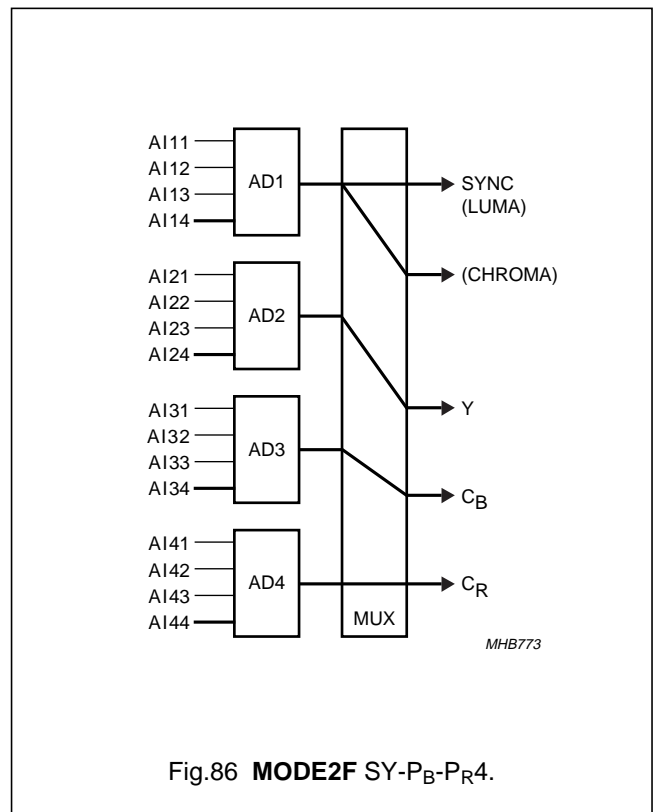 AI11
AI12
AI13
AI14
AD1
SYNC
(LUMA)
(CHROMA)
AI21
AI22
AI23
AI24
AD2
Y
AI31
AI32
AI33
AI34
AD3
CB
AI41
AI42
AI43
AI44
AD4
CR
MUX
MHB773
Fig.86 MODE2F SY-PB-PR4.